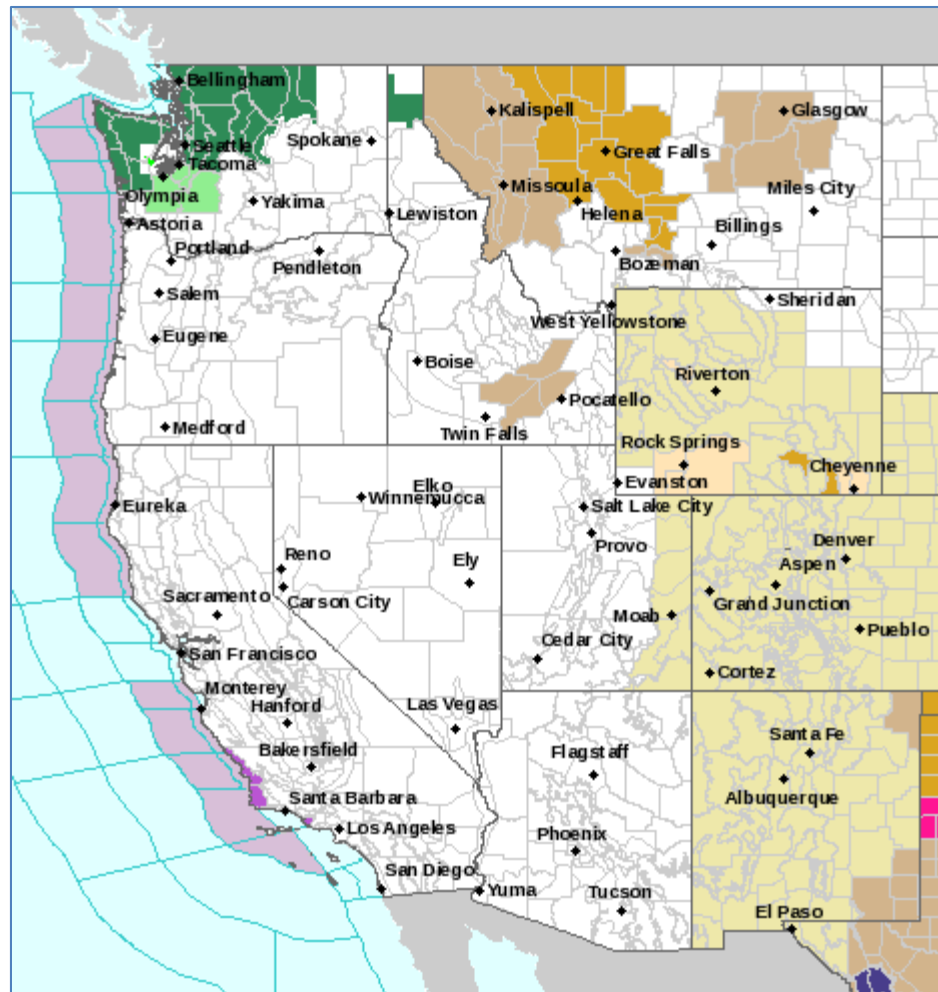 Bellingham
Kalispell
Glasgow
Seattle
Spokane
Great Falls
Tacoma
Missoula
Miles City
Olympia
Yakima
Lewiston
Helena
Astoria
Portland
Billings
Pendleton
Bozeman
Salem
Sheridan
West Yellowstone
Eugene
Boise
Riverton
Pocatello
Medford
Twin Falls
Rock Springs
Cheyenne
Elko
Evanston
Winnemucca
Eureka
Salt Lake City
Denver
Provo
Reno
Ely
Aspen
Sacramento
Carson City
Grand Junction
Moab
Pueblo
Cedar City
San Francisco
Cortez
Monterey
Hanford
Las Vegas
Santa Fe
Bakersfield
Flagstaff
Albuquerque
Santa Barbara
Los Angeles
Phoenix
San Diego
Yuma
Tucson
El Paso